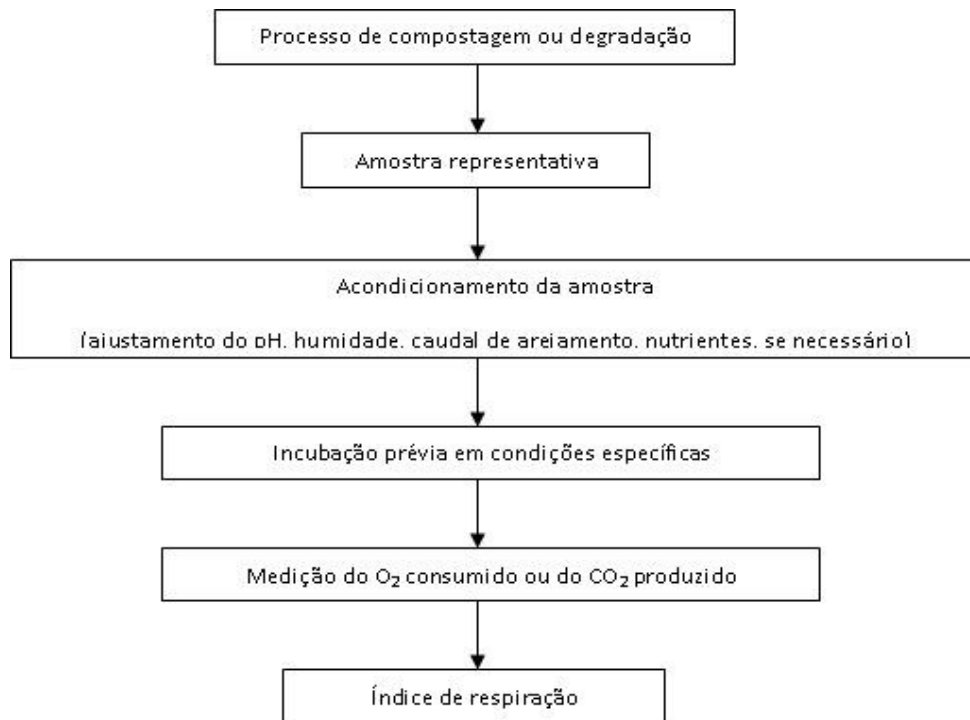 Processo de compostagem ou degradação
Amostra representativa
Acondicionamento da amostra
(ajustamento do pH, humidade, caudal de arejamento, nutrientes, se necessário)
Incubação prévia em condições específicas
Medição do O₂ consumido ou do CO₂ produzido
Índice de respiração